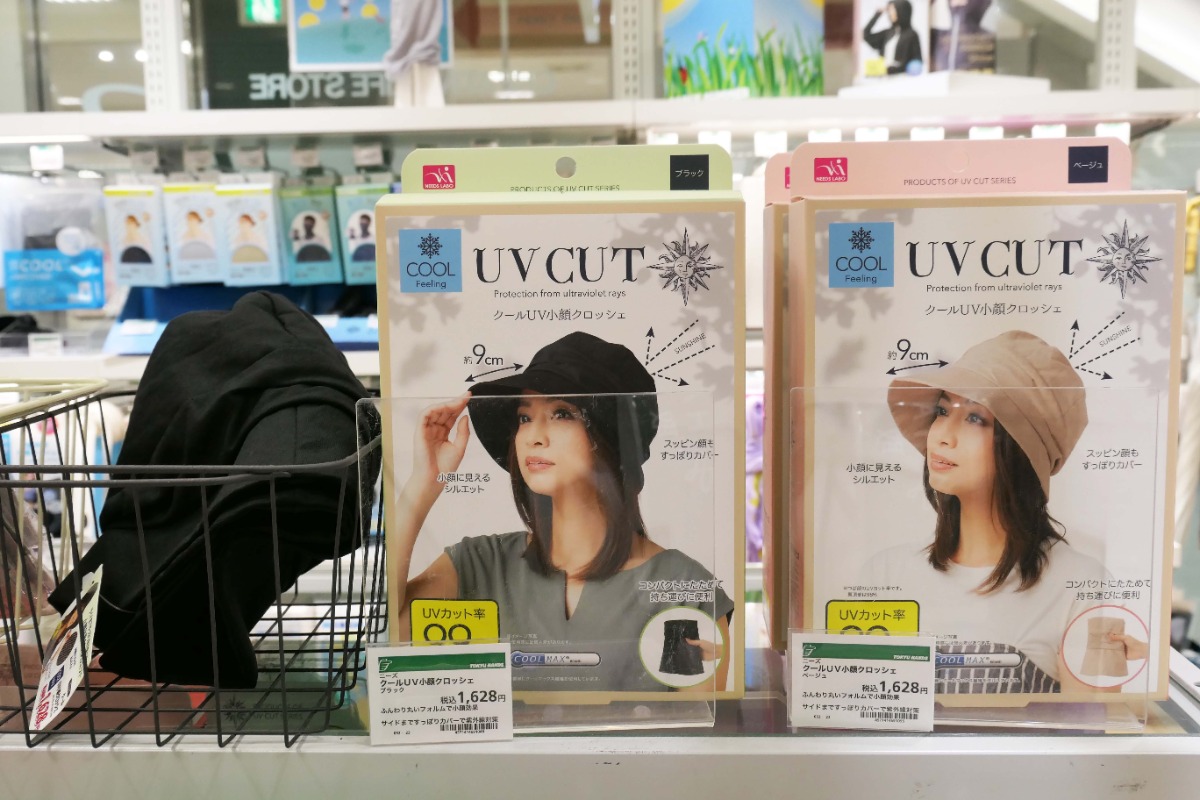 IFE STORE
COOL
NEEDS LABO
ブラック
PRODUCTS OF UV CUT SERIES
COOL
Feeling
UV CUT
Protection from ultraviolet rays
クールUV小顔クロッシェ
約9cm
SUNSHINE
スッピン顔も
すっぽりカバー
小顔に見える
シルエット
コンパクトにたためて
持ち運びに便利
UVカット率
COOLMAX
TOKYU HANDS
ニーズ
クールUV小顔クロッシェ
ブラック
税込1,628円
ふんわり丸いフォルムで小顔効果
サイドまですっぽりカバーで紫外線対策
NEEDS LABO
ベージュ
PRODUCTS OF UV CUT SERIES
COOL
Feeling
UV CUT
Protection from ultraviolet rays
クールUV小顔クロッシェ
約9cm
SUNSHINE
スッピン顔も
すっぽりカバー
小顔に見える
シルエット
コンパクトにたためて
持ち運びに便利
UVカット率
COOLMAX
TOKYU HANDS
ニーズ
クールUV小顔クロッシェ
ベージュ
税込1,628円
ふんわり丸いフォルムで小顔効果
サイドまですっぽりカバーで紫外線対策